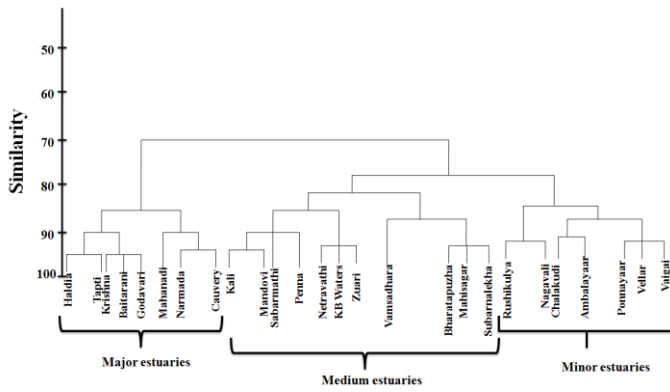 Similarity
50
60
70
80
90
100
Haldia
Tapti
Krishna
Baitarani
Godavari
Mahanadi
Narmada
Cauvery
Kali
Mandovi
Sabarmathi
Penna
Netravathi
KB Waters
Zuari
Vamsadhara
Bharatapuzha
Mahisagar
Subarnalekha
Rushikulya
Nagavali
Chalakudi
Ambalayaar
Ponnayaar
Vellar
Vaigai
Major estuaries
Medium estuaries
Minor estuaries